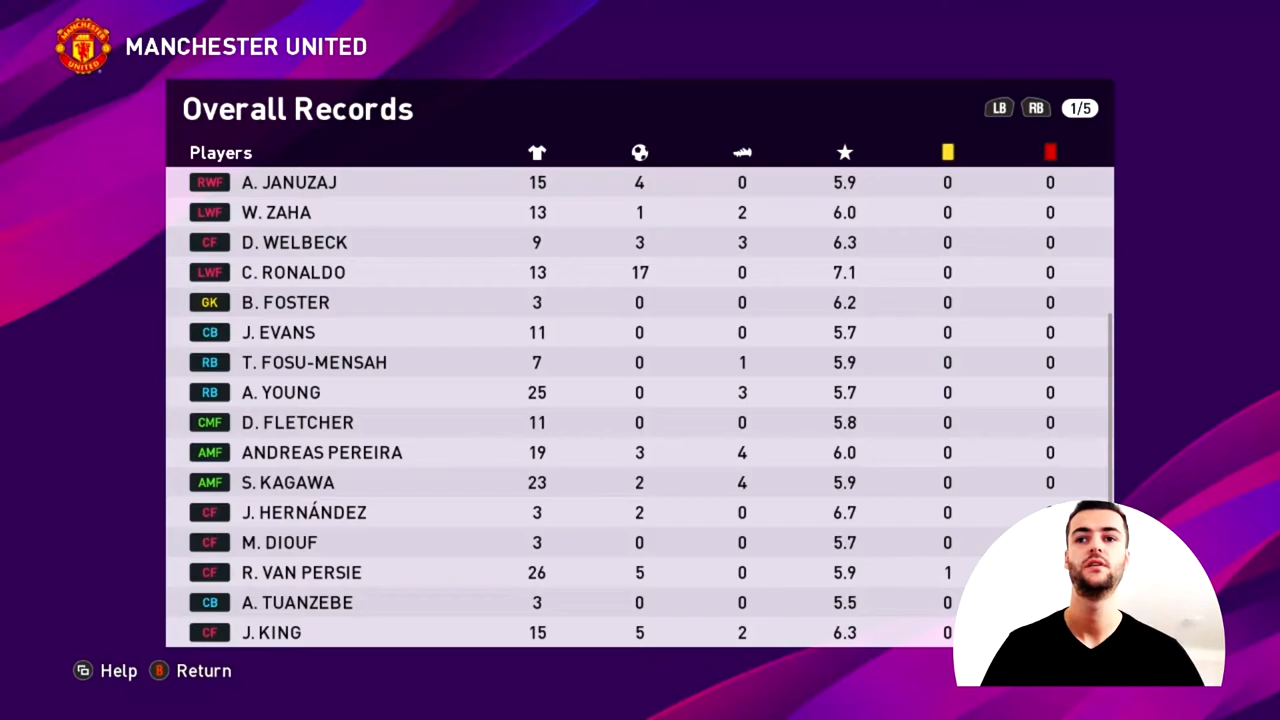 MANCHESTER UNITED
MANCHESTER UNITED
Overall Records LB RB 1/5
Players
RWF A. JANUZAJ 15 4 0 5.9 0 0
LWF W. ZAHA 13 1 2 6.0 0 0
CF D. WELBECK 9 3 3 6.3 0 0
LWF C. RONALDO 13 17 0 7.1 0 0
GK B. FOSTER 3 0 0 6.2 0 0
CB J. EVANS 11 0 0 5.7 0 0
RB T. FOSU-MENSAH 7 0 1 5.9 0 0
RB A. YOUNG 25 0 3 5.7 0 0
CMF D. FLETCHER 11 0 0 5.8 0 0
AMF ANDREAS PEREIRA 19 3 4 6.0 0 0
AMF S. KAGAWA 23 2 4 5.9 0 0
CF J. HERNÁNDEZ 3 2 0 6.7 0
CF M. DIOUF 3 0 0 5.7 0
CF R. VAN PERSIE 26 5 0 5.9 1
CB A. TUANZEBE 3 0 0 5.5 0
CF J. KING 15 5 2 6.3 0
Help B Return